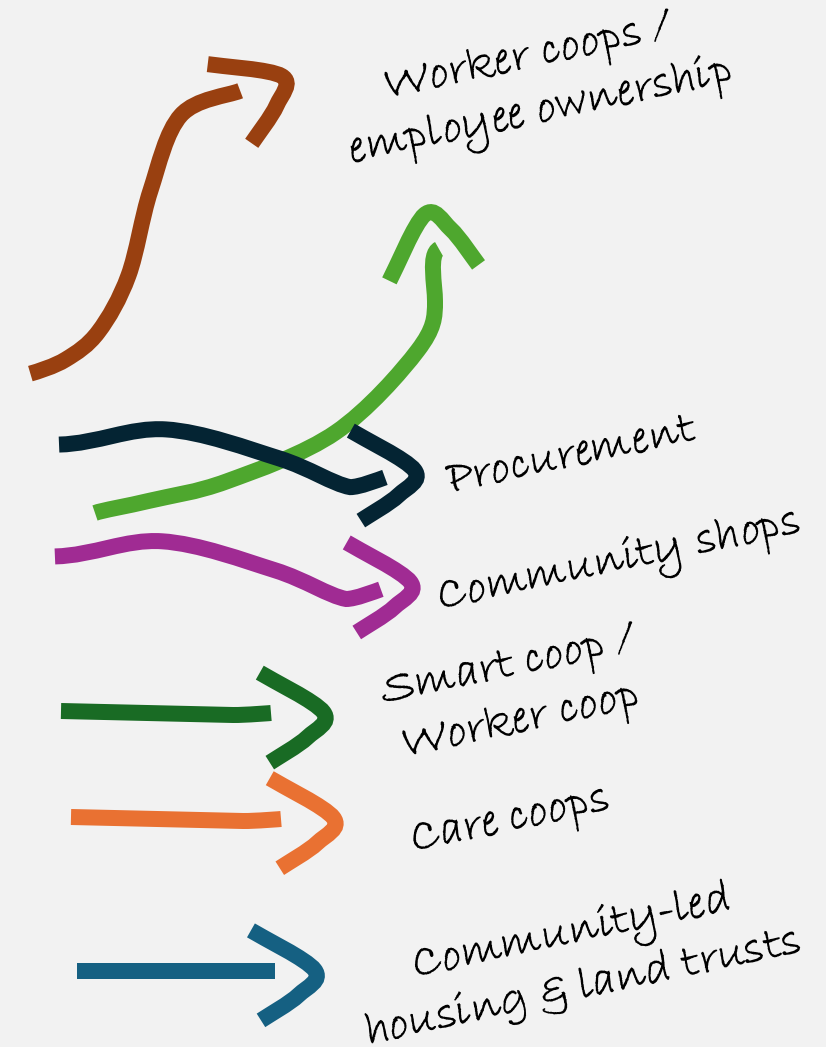 Worker coops /
employee ownership
Procurement
Community shops
Smart coop /
Worker coop
Care coops
Community-led
housing & land trusts